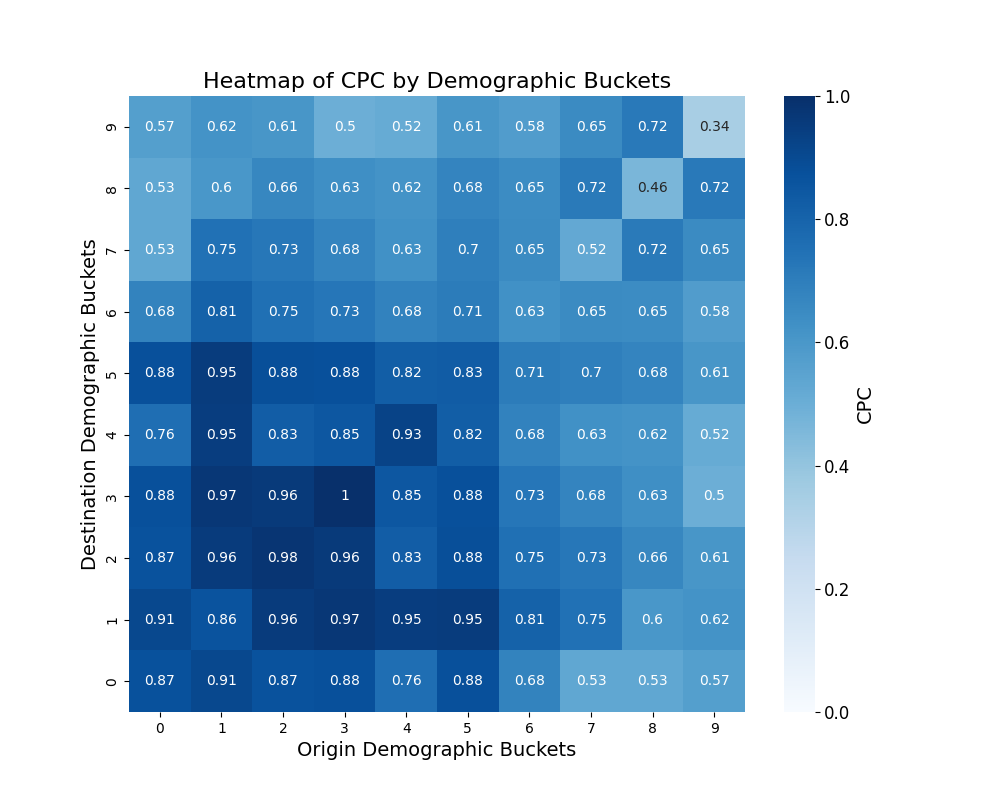 Heatmap of CPC by Demographic Buckets
9 0.57 0.62 0.61 0.5 0.52 0.61 0.58 0.65 0.72 0.34
8 0.53 0.6 0.66 0.63 0.62 0.68 0.65 0.72 0.46 0.72
7 0.53 0.75 0.73 0.68 0.63 0.7 0.65 0.52 0.72 0.65
6 0.68 0.81 0.75 0.73 0.68 0.71 0.63 0.65 0.65 0.58
5 0.88 0.95 0.88 0.88 0.82 0.83 0.71 0.7 0.68 0.61
4 0.76 0.95 0.83 0.85 0.93 0.82 0.68 0.63 0.62 0.52
3 0.88 0.97 0.96 1 0.85 0.88 0.73 0.68 0.63 0.5
2 0.87 0.96 0.98 0.96 0.83 0.88 0.75 0.73 0.66 0.61
1 0.91 0.86 0.96 0.97 0.95 0.95 0.81 0.75 0.6 0.62
0 0.87 0.91 0.87 0.88 0.76 0.88 0.68 0.53 0.53 0.57
0 1 2 3 4 5 6 7 8 9
Origin Demographic Buckets
Destination Demographic Buckets
1.0
0.8
0.6
0.4
0.2
0.0
CPC